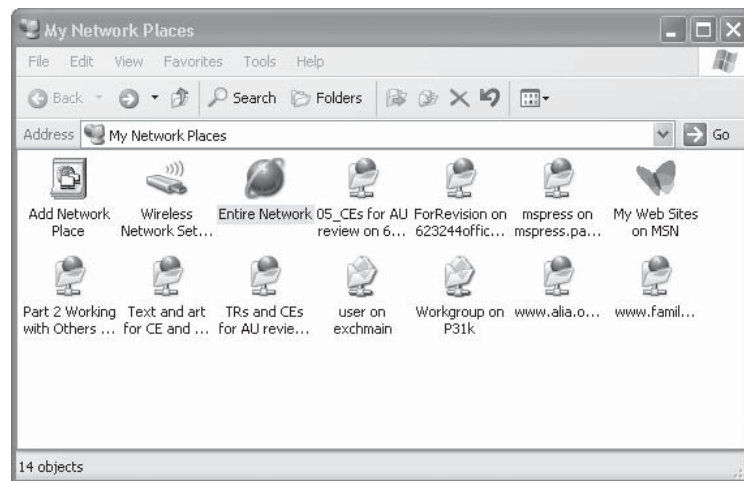 My Network Places
File Edit View Favorites Tools Help
Back Search Folders
Address My Network Places Go
Add Network Place
Wireless Network Set...
Entire Network
05_CEs for AU review on 6...
ForRevision on 623244offic...
mspress on mspress.pa...
My Web Sites on MSN
Part 2 Working with Others ...
Text and art for CE and ...
TRs and CEs for AU revie...
user on exchmain
Workgroup on P31k
www.alia.o...
www.famil...
14 objects